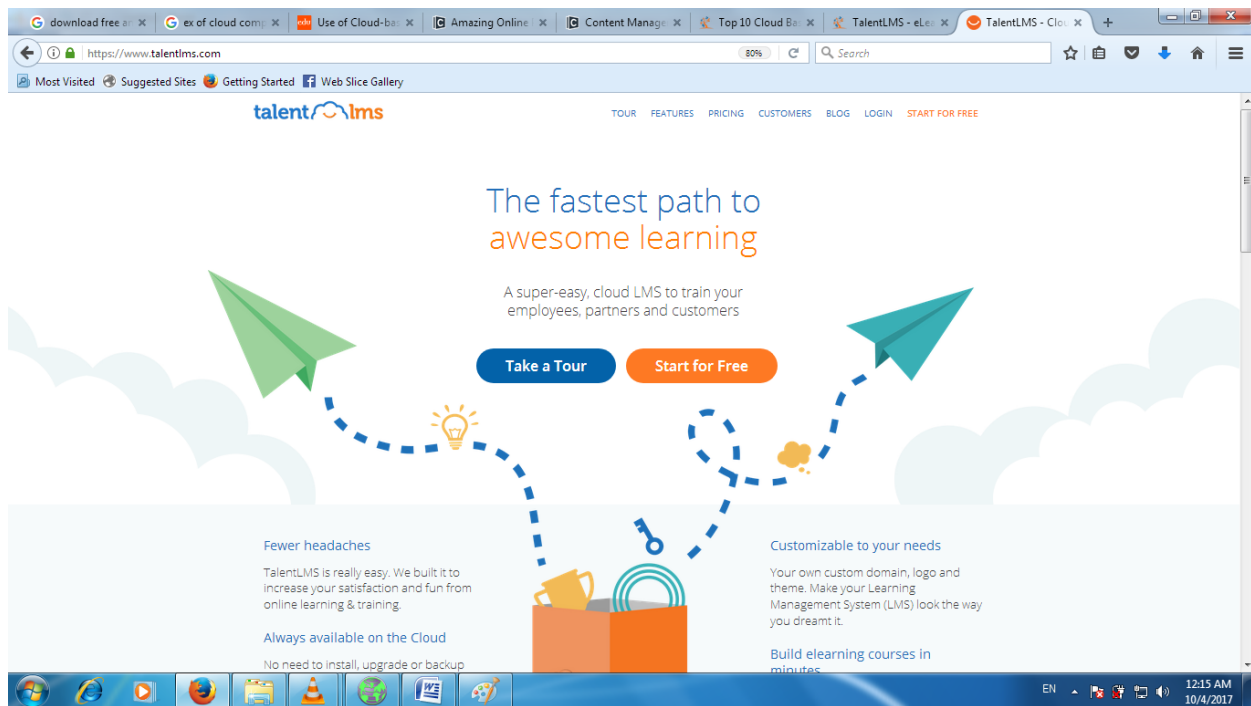 download free ar
ex of cloud comp
edu Use of Cloud-bas
Amazing Online
Content Manage
Top 10 Cloud Ba
TalentLMS - eLea
TalentLMS - Clou
https://www.talentlms.com
80%
Search
Most Visited Suggested Sites Getting Started Web Slice Gallery
talentlms
TOUR FEATURES PRICING CUSTOMERS BLOG LOGIN START FOR FREE
The fastest path to
awesome learning
A super-easy, cloud LMS to train your
employees, partners and customers
Take a Tour
Start for Free
Fewer headaches
TalentLMS is really easy. We built it to
increase your satisfaction and fun from
online learning & training.
Always available on the Cloud
No need to install, upgrade or backup
Customizable to your needs
Your own custom domain, logo and
theme. Make your Learning
Management System (LMS) look the way
you dreamt it.
Build elearning courses in
minutes
EN
12:15 AM
10/4/2017